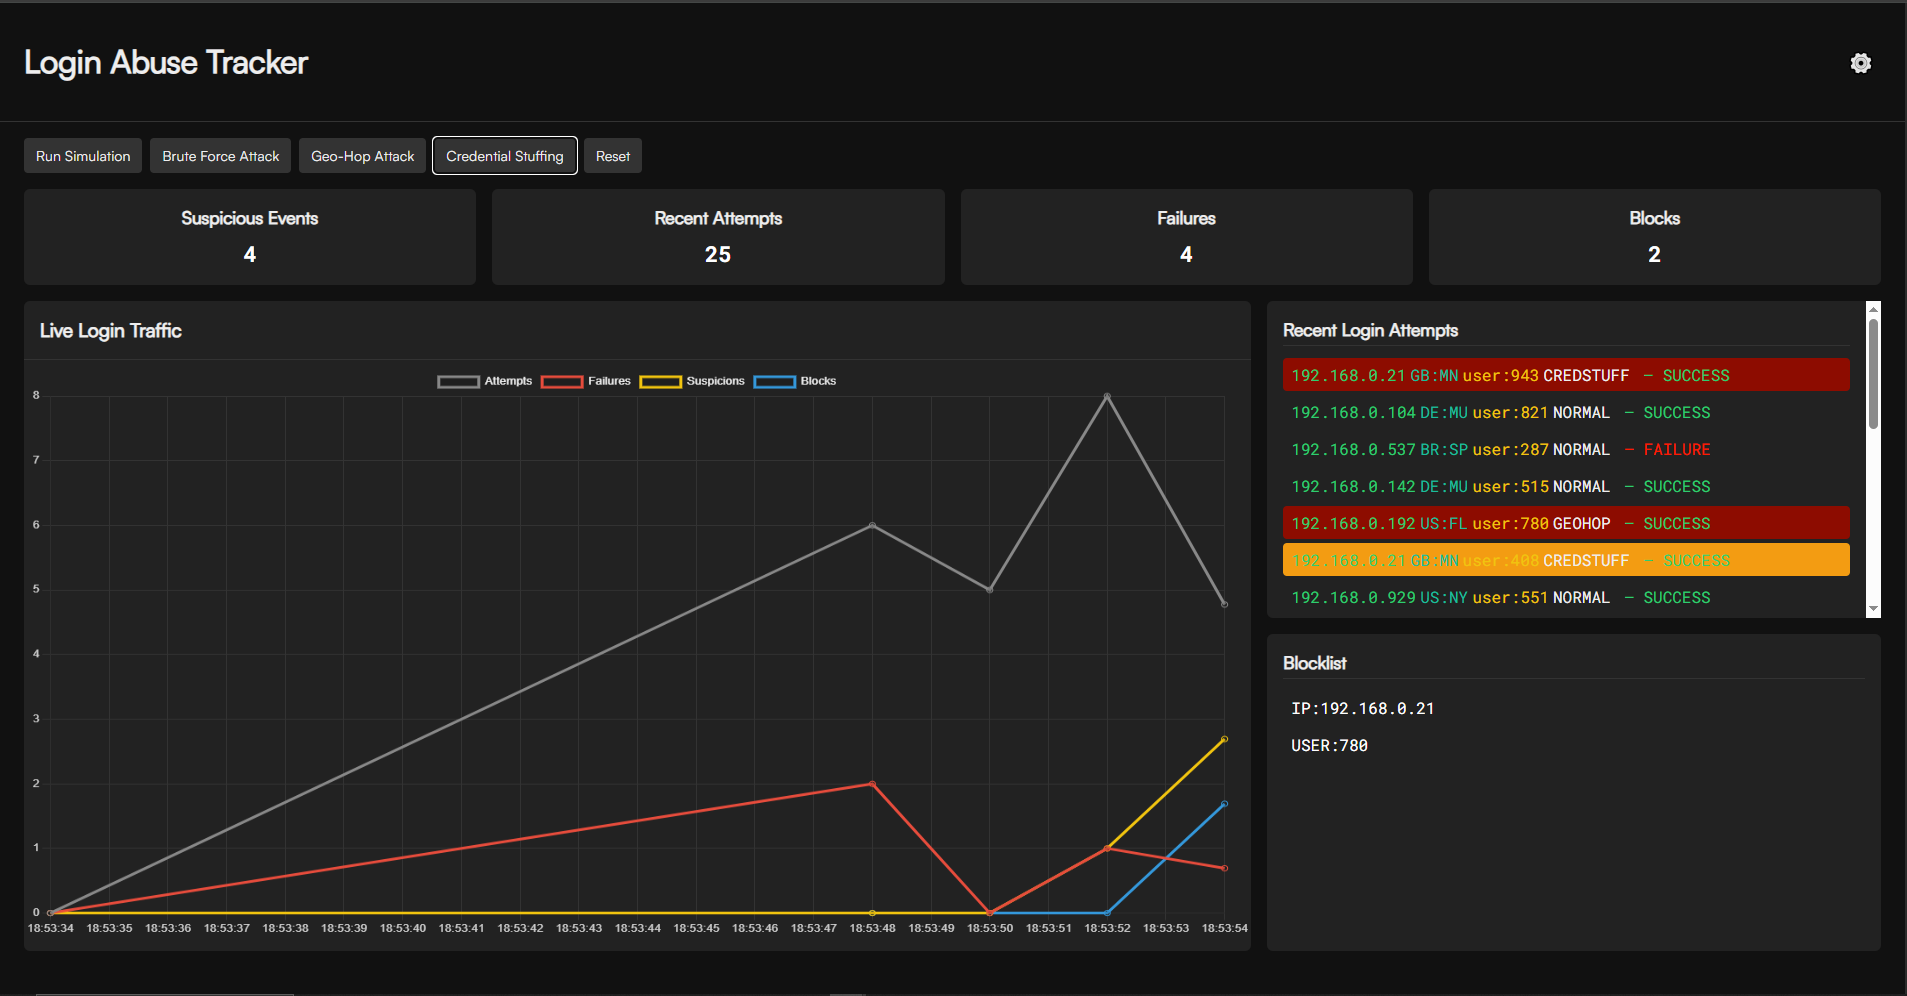 Login Abuse Tracker
Run Simulation Brute Force Attack Geo-Hop Attack Credential Stuffing Reset
Suspicious Events
4
Recent Attempts
25
Failures
4
Blocks
2
Live Login Traffic
Attempts Failures Suspicions Blocks
8
7
6
5
4
3
2
1
0
18:53:34 18:53:35 18:53:36 18:53:37 18:53:38 18:53:39 18:53:40 18:53:41 18:53:42 18:53:43 18:53:44 18:53:45 18:53:46 18:53:47 18:53:48 18:53:49 18:53:50 18:53:51 18:53:52 18:53:53 18:53:54
Recent Login Attempts
192.168.0.21 GB:MN user:943 CREDSTUFF – SUCCESS
192.168.0.104 DE:MU user:821 NORMAL – SUCCESS
192.168.0.537 BR:SP user:287 NORMAL – FAILURE
192.168.0.142 DE:MU user:515 NORMAL – SUCCESS
192.168.0.192 US:FL user:780 GEOHOP – SUCCESS
192.168.0.21 GB:MN user:408 CREDSTUFF – SUCCESS
192.168.0.929 US:NY user:551 NORMAL – SUCCESS
Blocklist
IP:192.168.0.21
USER:780